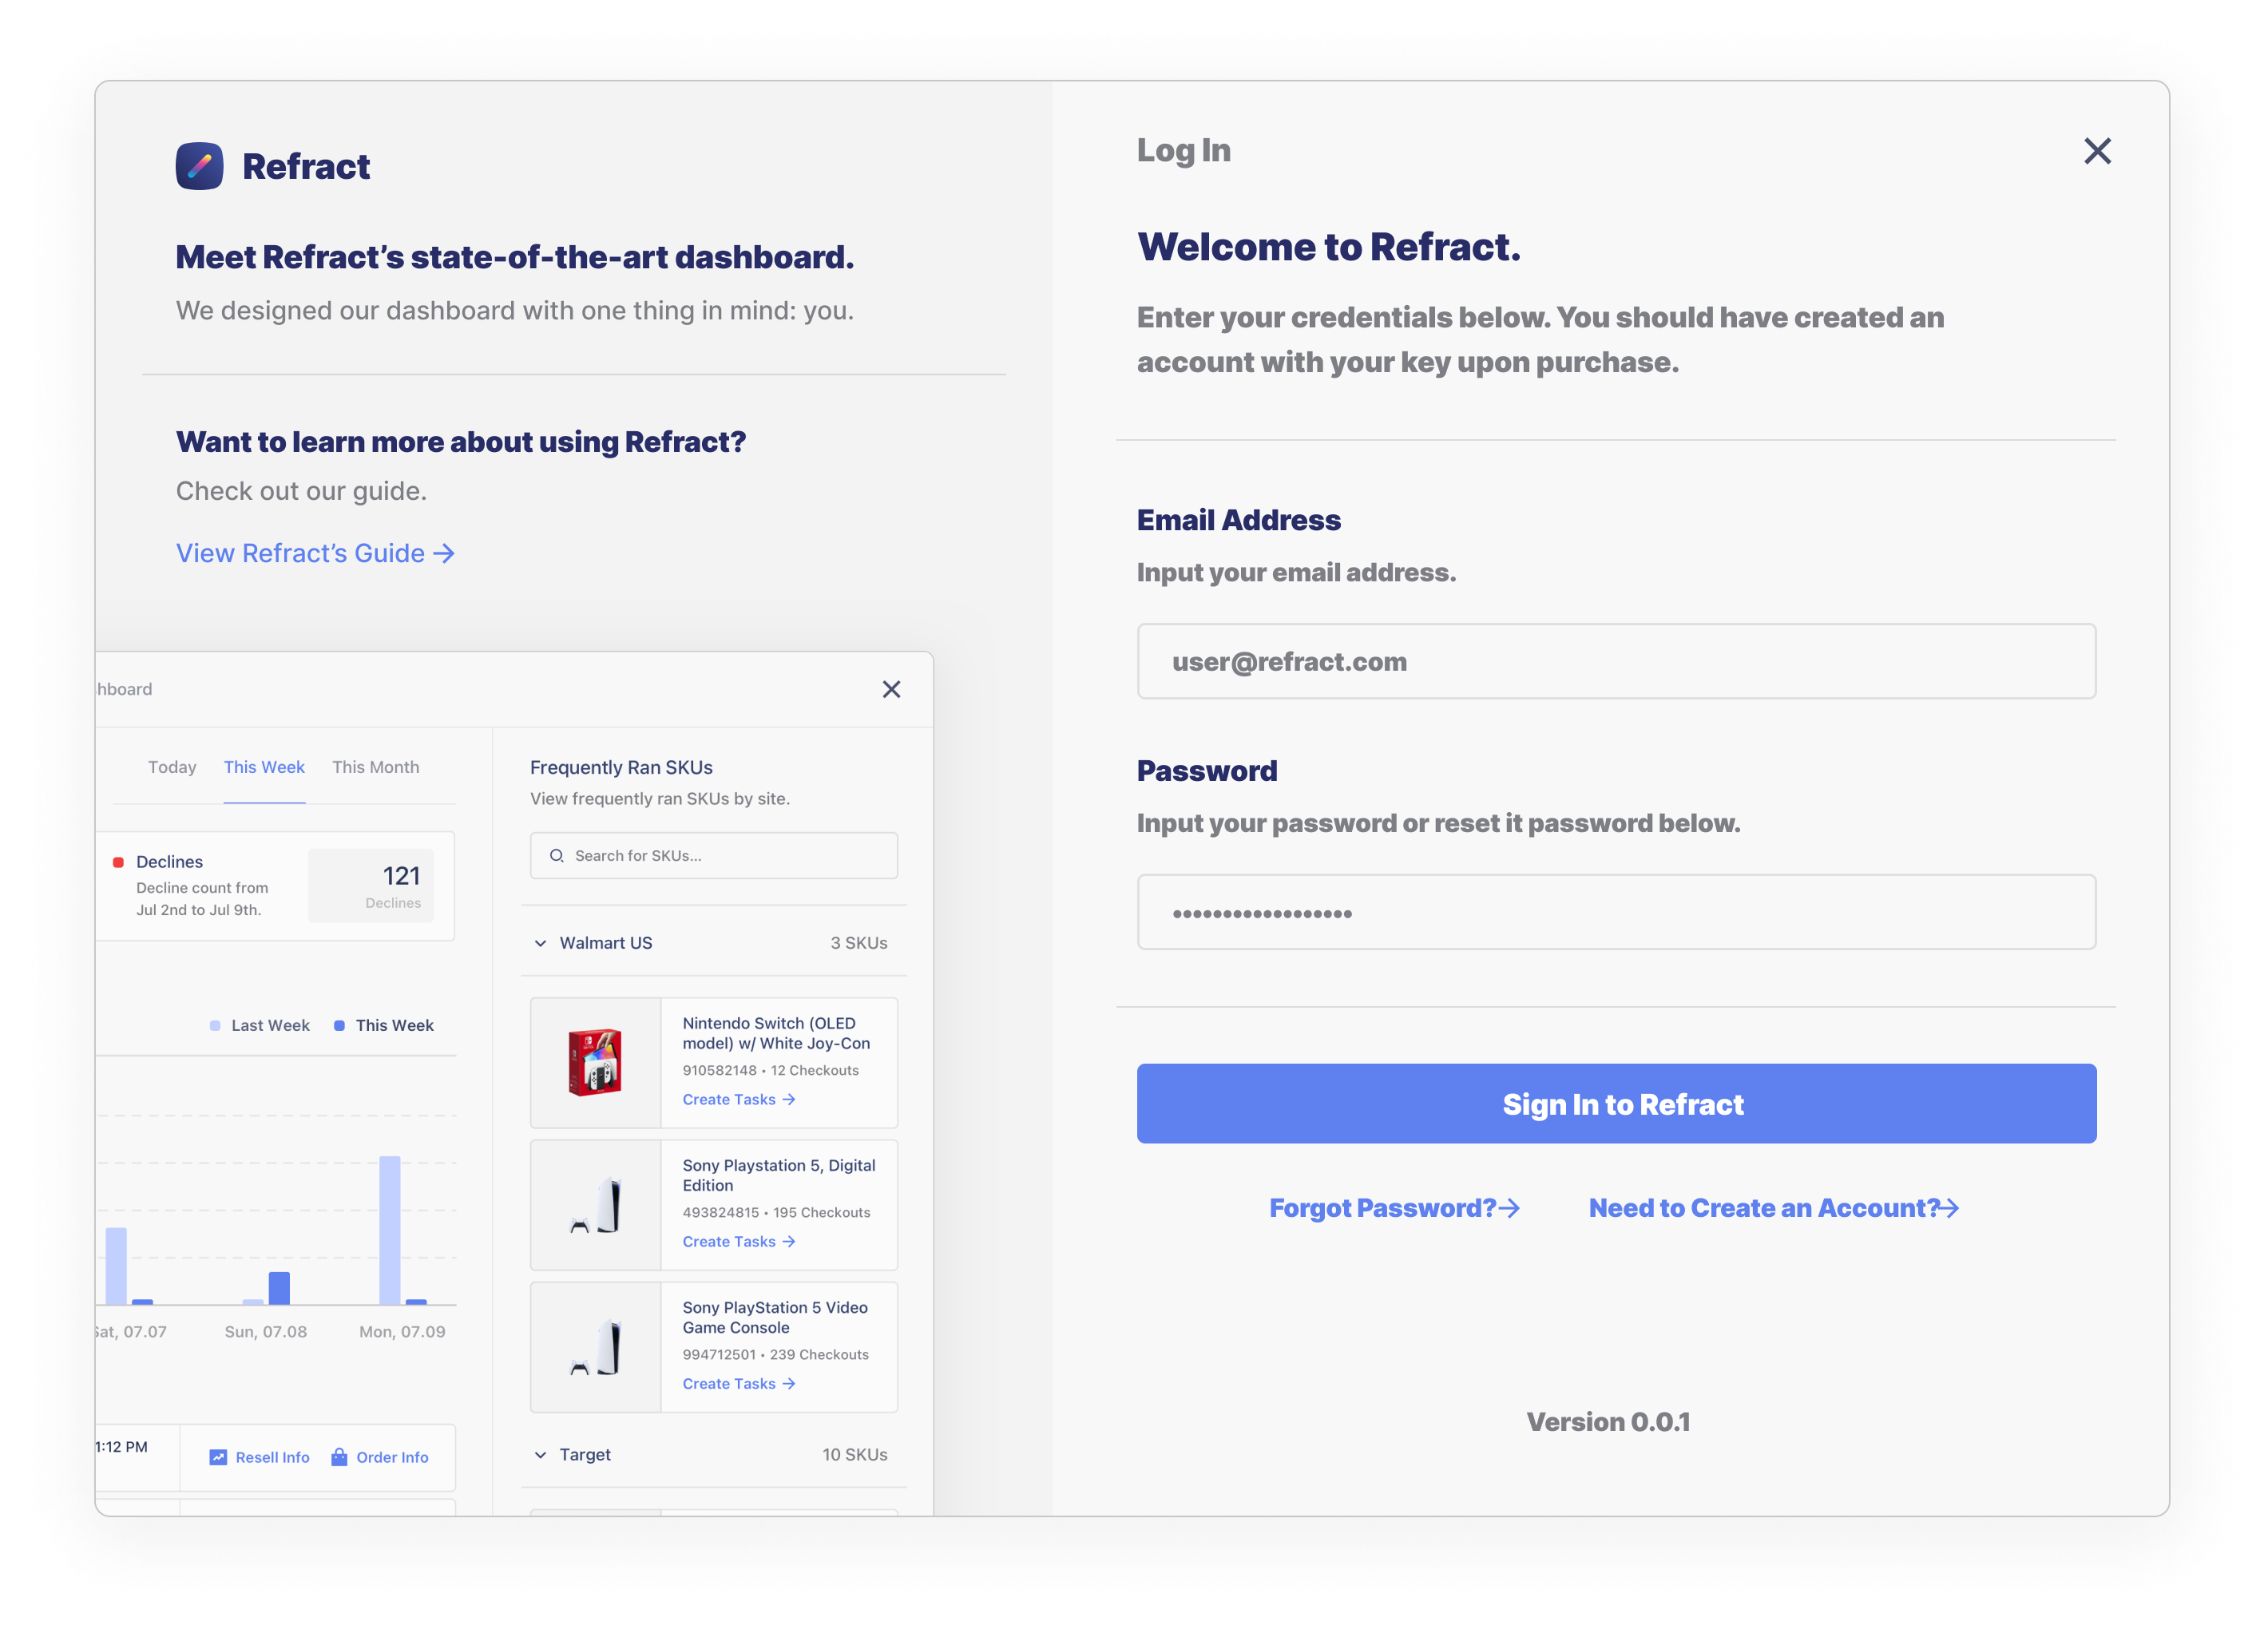 Refract
Meet Refract’s state-of-the-art dashboard.
We designed our dashboard with one thing in mind: you.
Want to learn more about using Refract?
Check out our guide.
View Refract’s Guide →
hboard
Today This Week This Month
Declines
Decline count from
Jul 2nd to Jul 9th.
121
Declines
Last Week This Week
Sat, 07.07 Sun, 07.08 Mon, 07.09
1:12 PM
Resell Info Order Info
Frequently Ran SKUs
View frequently ran SKUs by site.
Search for SKUs...
Walmart US 3 SKUs
Nintendo Switch (OLED
model) w/ White Joy-Con
910582148 • 12 Checkouts
Create Tasks →
Sony Playstation 5, Digital
Edition
493824815 • 195 Checkouts
Create Tasks →
Sony PlayStation 5 Video
Game Console
994712501 • 239 Checkouts
Create Tasks →
Target 10 SKUs
Log In
Welcome to Refract.
Enter your credentials below. You should have created an
account with your key upon purchase.
Email Address
Input your email address.
user@refract.com
Password
Input your password or reset it password below.
••••••••••••••••••
Sign In to Refract
Forgot Password?→ Need to Create an Account?→
Version 0.0.1